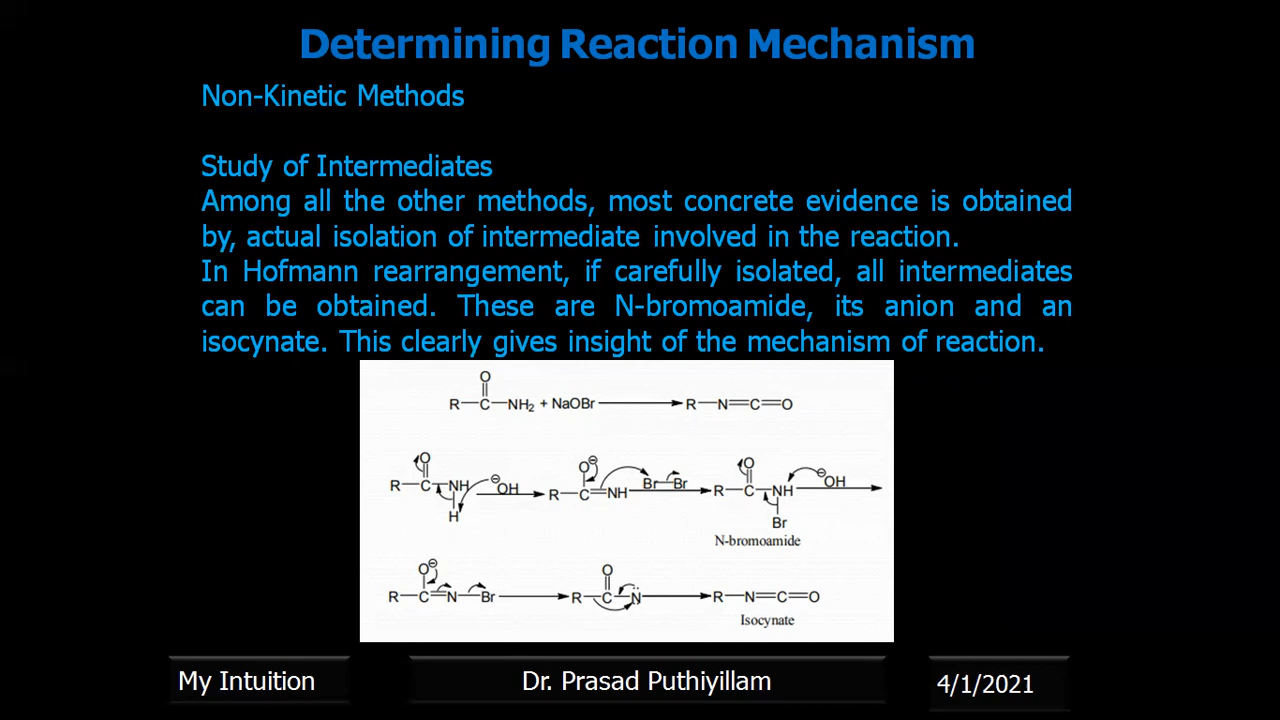 Determining Reaction Mechanism
Non-Kinetic Methods
Study of Intermediates
Among all the other methods, most concrete evidence is obtained
by, actual isolation of intermediate involved in the reaction.
In Hofmann rearrangement, if carefully isolated, all intermediates
can be obtained. These are N-bromoamide, its anion and an
isocynate. This clearly gives insight of the mechanism of reaction.
O
R C NH2 + NaOBr R N C O
O O⊖ O
R C NH ⊖OH R C NH Br Br R C NH ⊖OH
H Br
N-bromoamide
O⊖ O
R C N Br R C N̈ R N C O
Isocynate
My Intuition Dr. Prasad Puthiyillam 4/1/2021